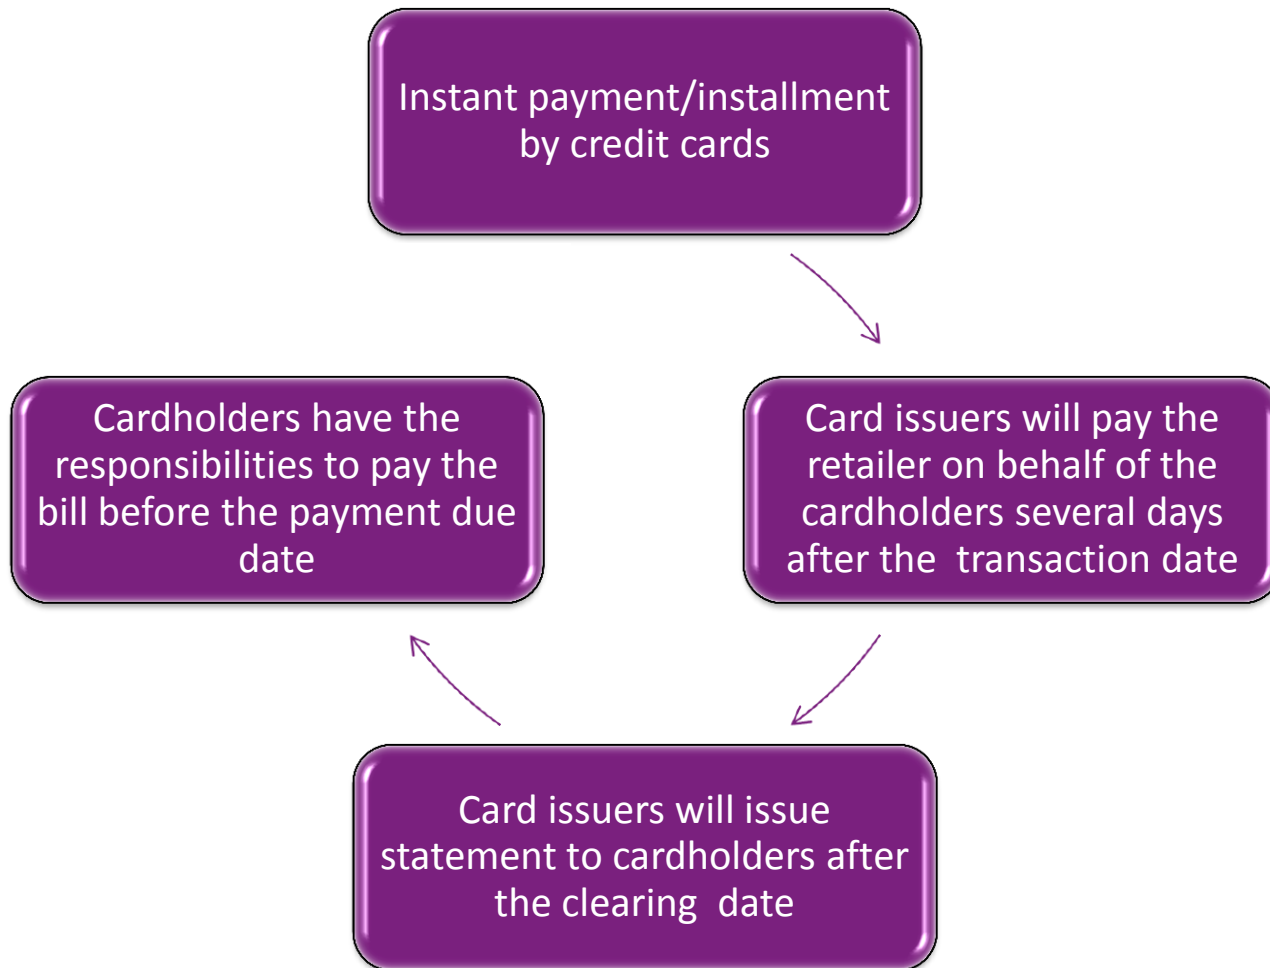 Instant payment/installment
by credit cards
Card issuers will pay the
retailer on behalf of the
cardholders several days
after the  transaction date
Card issuers will issue
statement to cardholders after
the clearing  date
Cardholders have the
responsibilities to pay the
bill before the payment due
date